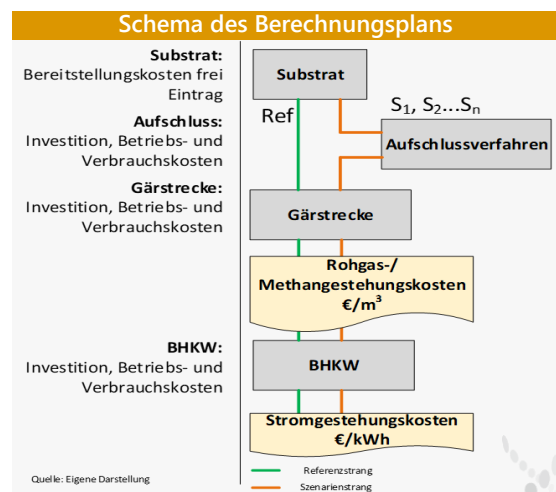 Schema des Berechnungsplans
Substrat:
Bereitstellungskosten frei
Eintrag
Aufschluss:
Investition, Betriebs- und
Verbrauchskosten
Gärstrecke:
Investition, Betriebs- und
Verbrauchskosten
BHKW:
Investition, Betriebs- und
Verbrauchskosten
Quelle: Eigene Darstellung
Substrat
Ref
S₁, S₂...Sₙ
Aufschlussverfahren
Gärstrecke
Rohgas-/
Methangestehungskosten
€/m³
BHKW
Stromgestehungskosten
€/kWh
Referenzstrang
Szenarienstrang